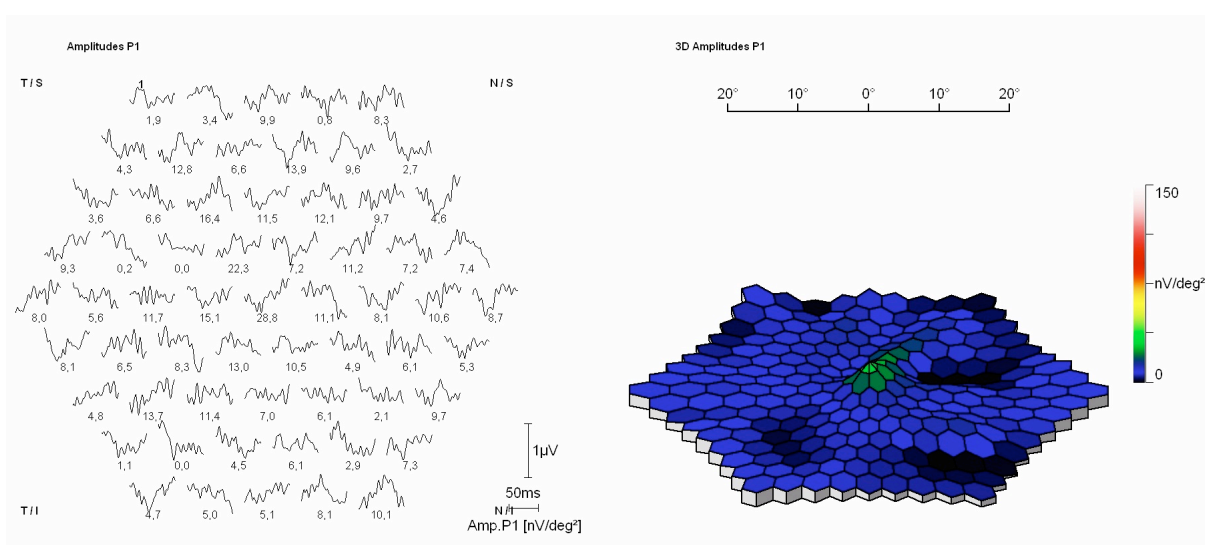 Amplitudes P1
3D Amplitudes P1
T / S
1
N / S
20° 10° 0° 10° 20°
1,9 3,4 9,9 0,8 8,3
4,3 12,8 6,6 13,9 9,6 2,7
3,6 6,6 16,4 11,5 12,1 9,7 4,6
150
9,3 0,2 0,0 22,3 7,2 11,2 7,2 7,4
nV/deg²
8,0 5,6 11,7 15,1 28,8 11,1 8,1 10,6 8,7
8,1 6,5 8,3 13,0 10,5 4,9 6,1 5,3
0
4,8 13,7 11,4 7,0 6,1 2,1 9,7
1,1 0,0 4,5 6,1 2,9 7,3
1µV
50ms
T / I
N / I
4,7 5,0 5,1 8,1 10,1
Amp.P1 [nV/deg²]